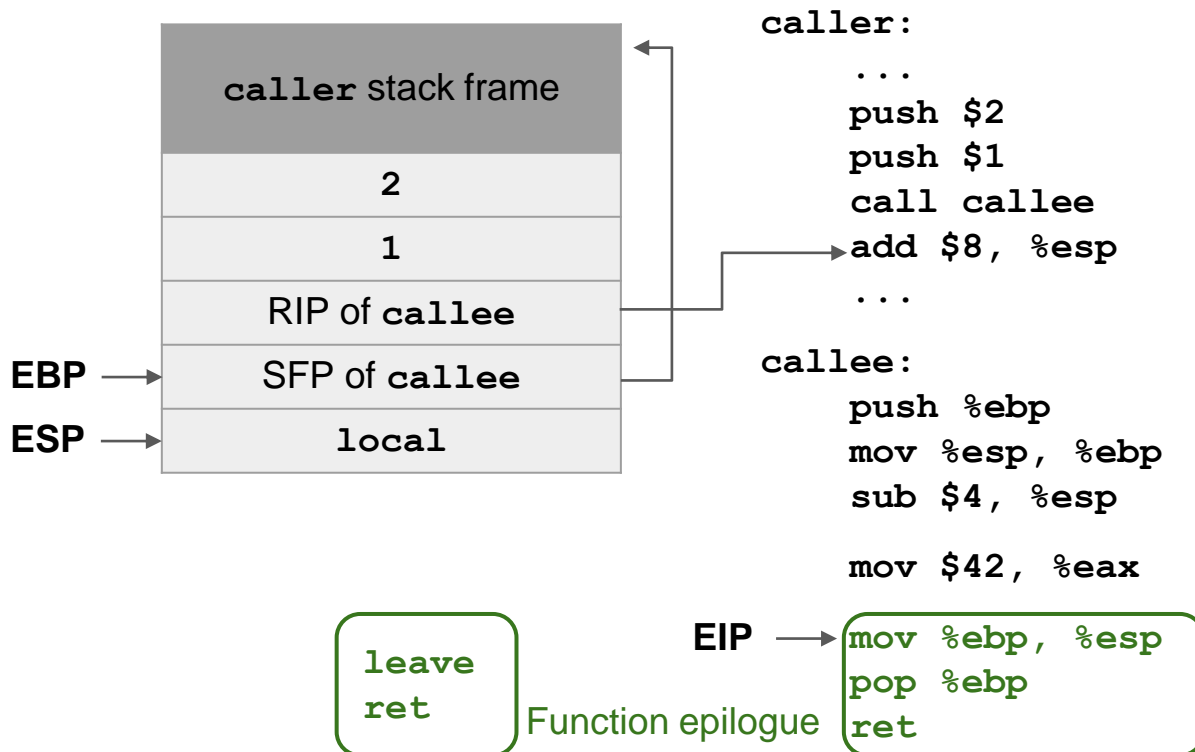 caller stack frame
2
1
RIP of callee
EBP
SFP of callee
ESP
local
caller:
...
push $2
push $1
call callee
add $8, %esp
...
callee:
push %ebp
mov %esp, %ebp
sub $4, %esp
mov $42, %eax
EIP
mov %ebp, %esp
pop %ebp
ret
leave
ret
Function epilogue